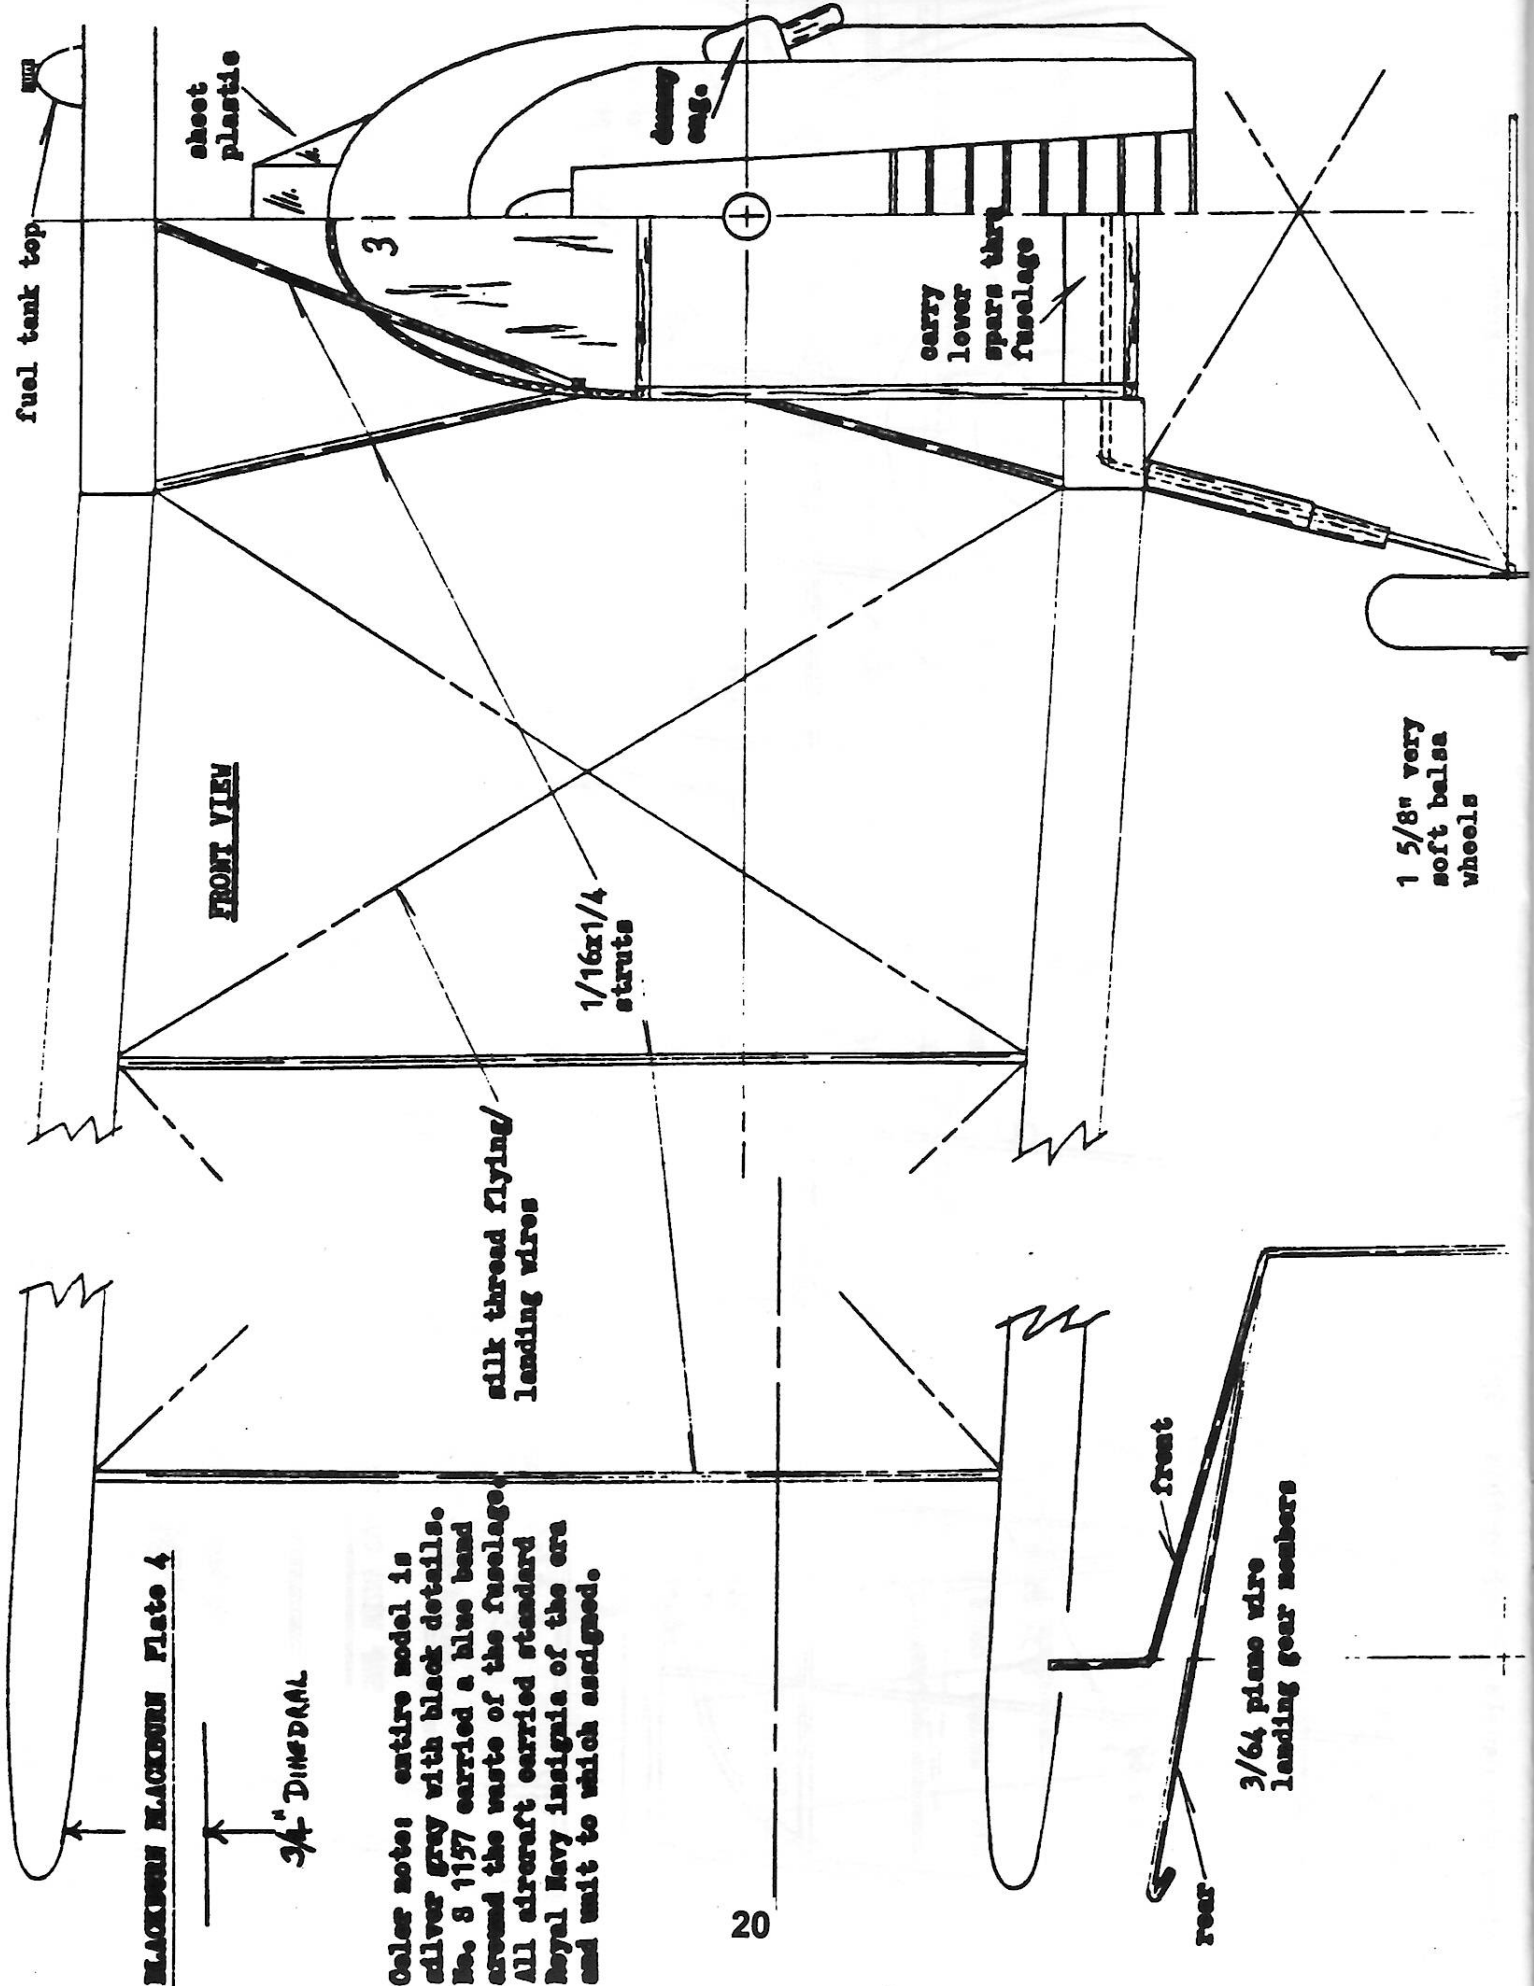 BLACKBURN BLACKBURN Plate 4
3/4" DIHEDRAL
Color note: entire model is
silver gray with black details.
No. S 1157 carried a blue band
around the waste of the fuselage.
All aircraft carried standard
Royal Navy insignia of the era
and unit to which assigned.
FRONT VIEW
fuel tank top
sheet
plastic
3
dummy
eng.
carry
lower
spars thru
fuselage
1/16x1/4
struts
silk thread flying/
landing wires
1 5/8" very
soft balsa
wheels
front
rear
3/64 piano wire
landing gear members
20